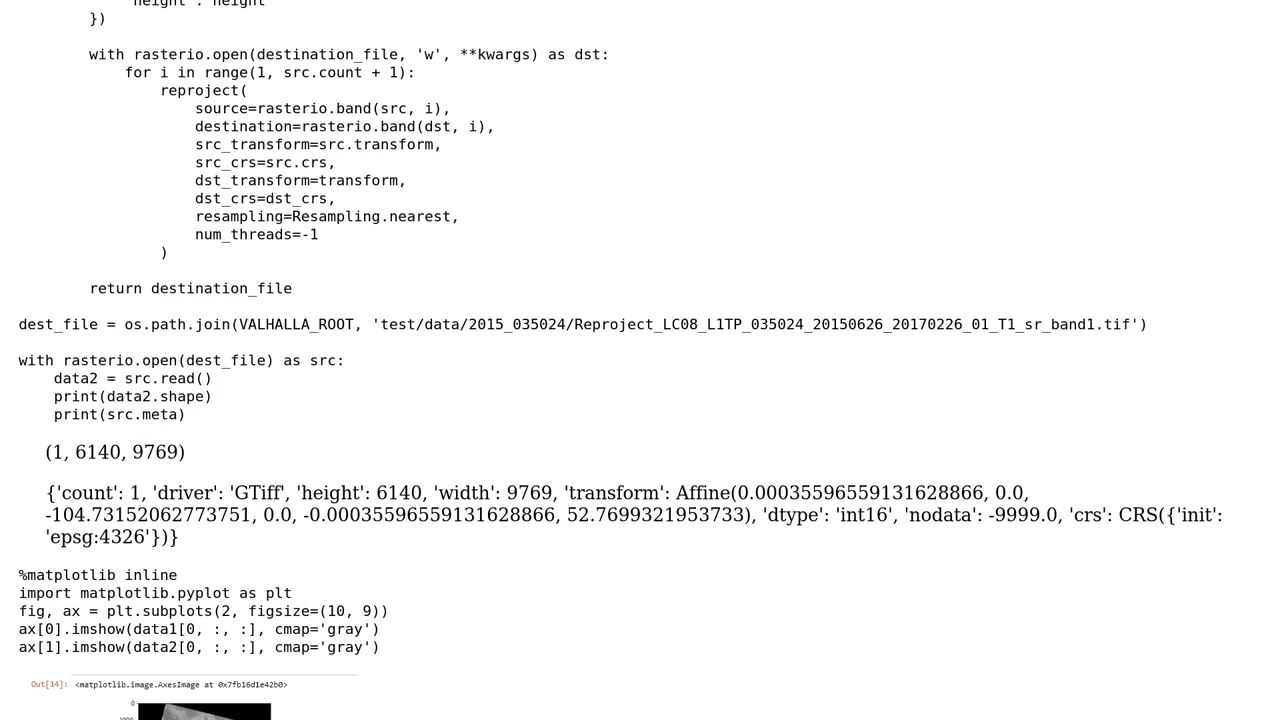 'height': height
})
with rasterio.open(destination_file, 'w', **kwargs) as dst:
for i in range(1, src.count + 1):
reproject(
source=rasterio.band(src, i),
destination=rasterio.band(dst, i),
src_transform=src.transform,
src_crs=src.crs,
dst_transform=transform,
dst_crs=dst_crs,
resampling=Resampling.nearest,
num_threads=-1
)
return destination_file
dest_file = os.path.join(VALHALLA_ROOT, 'test/data/2015_035024/Reproject_LC08_L1TP_035024_20150626_20170226_01_T1_sr_band1.tif')
with rasterio.open(dest_file) as src:
data2 = src.read()
print(data2.shape)
print(src.meta)
(1, 6140, 9769)
{'count': 1, 'driver': 'GTiff', 'height': 6140, 'width': 9769, 'transform': Affine(0.00035596559131628866, 0.0,
-104.73152062773751, 0.0, -0.00035596559131628866, 52.7699321953733), 'dtype': 'int16', 'nodata': -9999.0, 'crs': CRS({'init':
'epsg:4326'})}
%matplotlib inline
import matplotlib.pyplot as plt
fig, ax = plt.subplots(2, figsize=(10, 9))
ax[0].imshow(data1[0, :, :], cmap='gray')
ax[1].imshow(data2[0, :, :], cmap='gray')
Out[14]: <matplotlib.image.AxesImage at 0x7fb16d1e42b0>
0